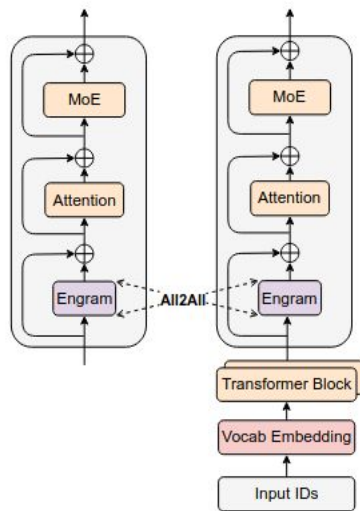 MoE
Attention
Engram
All2All
MoE
Attention
Engram
Transformer Block
Vocab Embedding
Input IDs